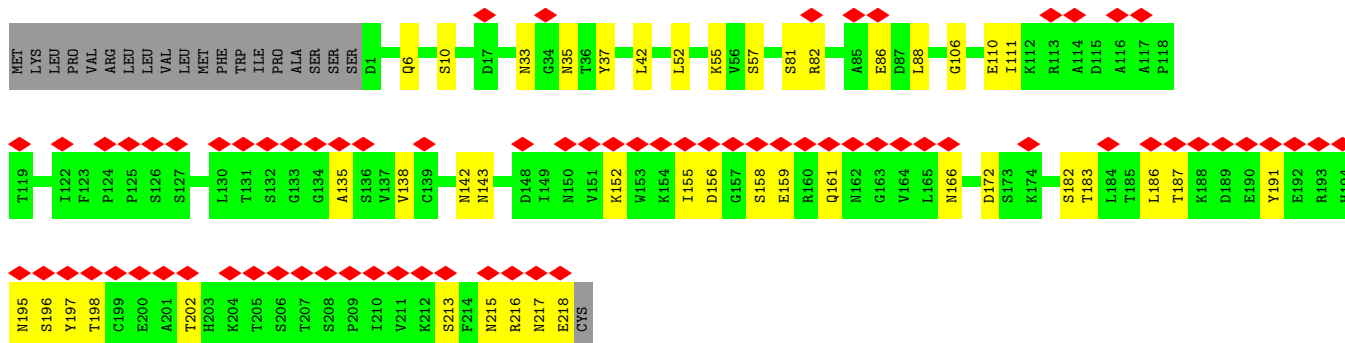 MET LYS LEU PRO VAL ARG LEU LEU VAL LEU MET PHE TRP ILE PRO ALA SER SER SER D1 Q6 S10 D17 N33 G34 N35 T36 Y37 L42 L52 K55 V56 S57 S81 R82 A85 E86 D87 L88 G106 E110 I111 K112 R113 A114 D115 A116 A117 P118
T119 I122 F123 P124 P125 S126 S127 L130 T131 S132 G133 G134 A135 S136 V137 V138 C139 N142 N143 D148 I149 N150 V151 K152 W153 K154 I155 D156 G157 S158 E159 R160 Q161 N162 G163 V164 L165 N166 D172 S173 K174 S182 T183 L184 T185 L186 T187 K188 D189 E190 Y191 E192 R193 H194
N195 S196 Y197 T198 C199 E200 A201 T202 H203 K204 T205 S206 T207 S208 P209 I210 V211 K212 S213 F214 N215 R216 N217 E218 CYS